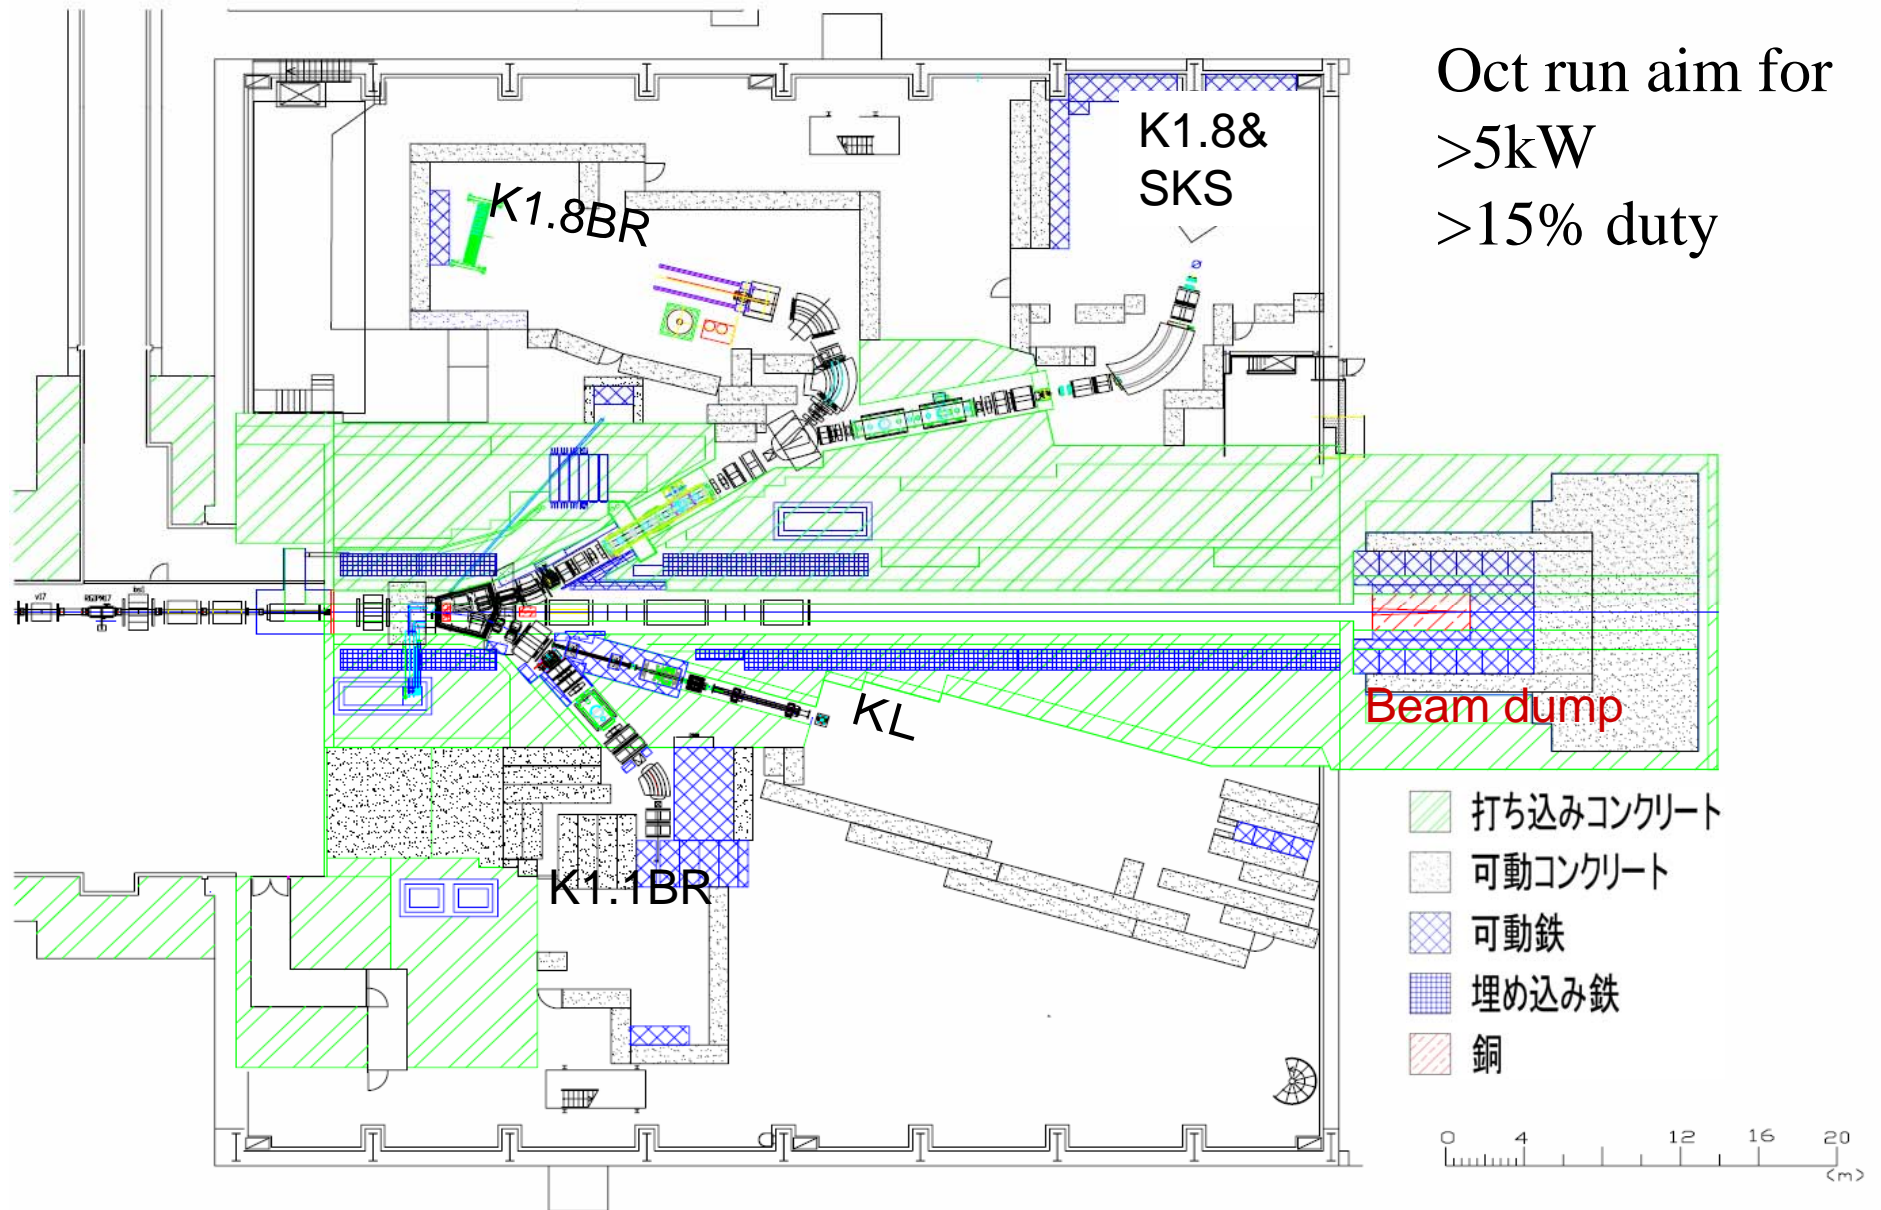 Oct run aim for
>5kW
>15% duty
K1.8&
SKS
K1.8BR
v17
KL
Beam dump
K1.1BR
打ち込みコンクリート
可動コンクリート
可動鉄
埋め込み鉄
銅
0 4 12 16 20
(m)